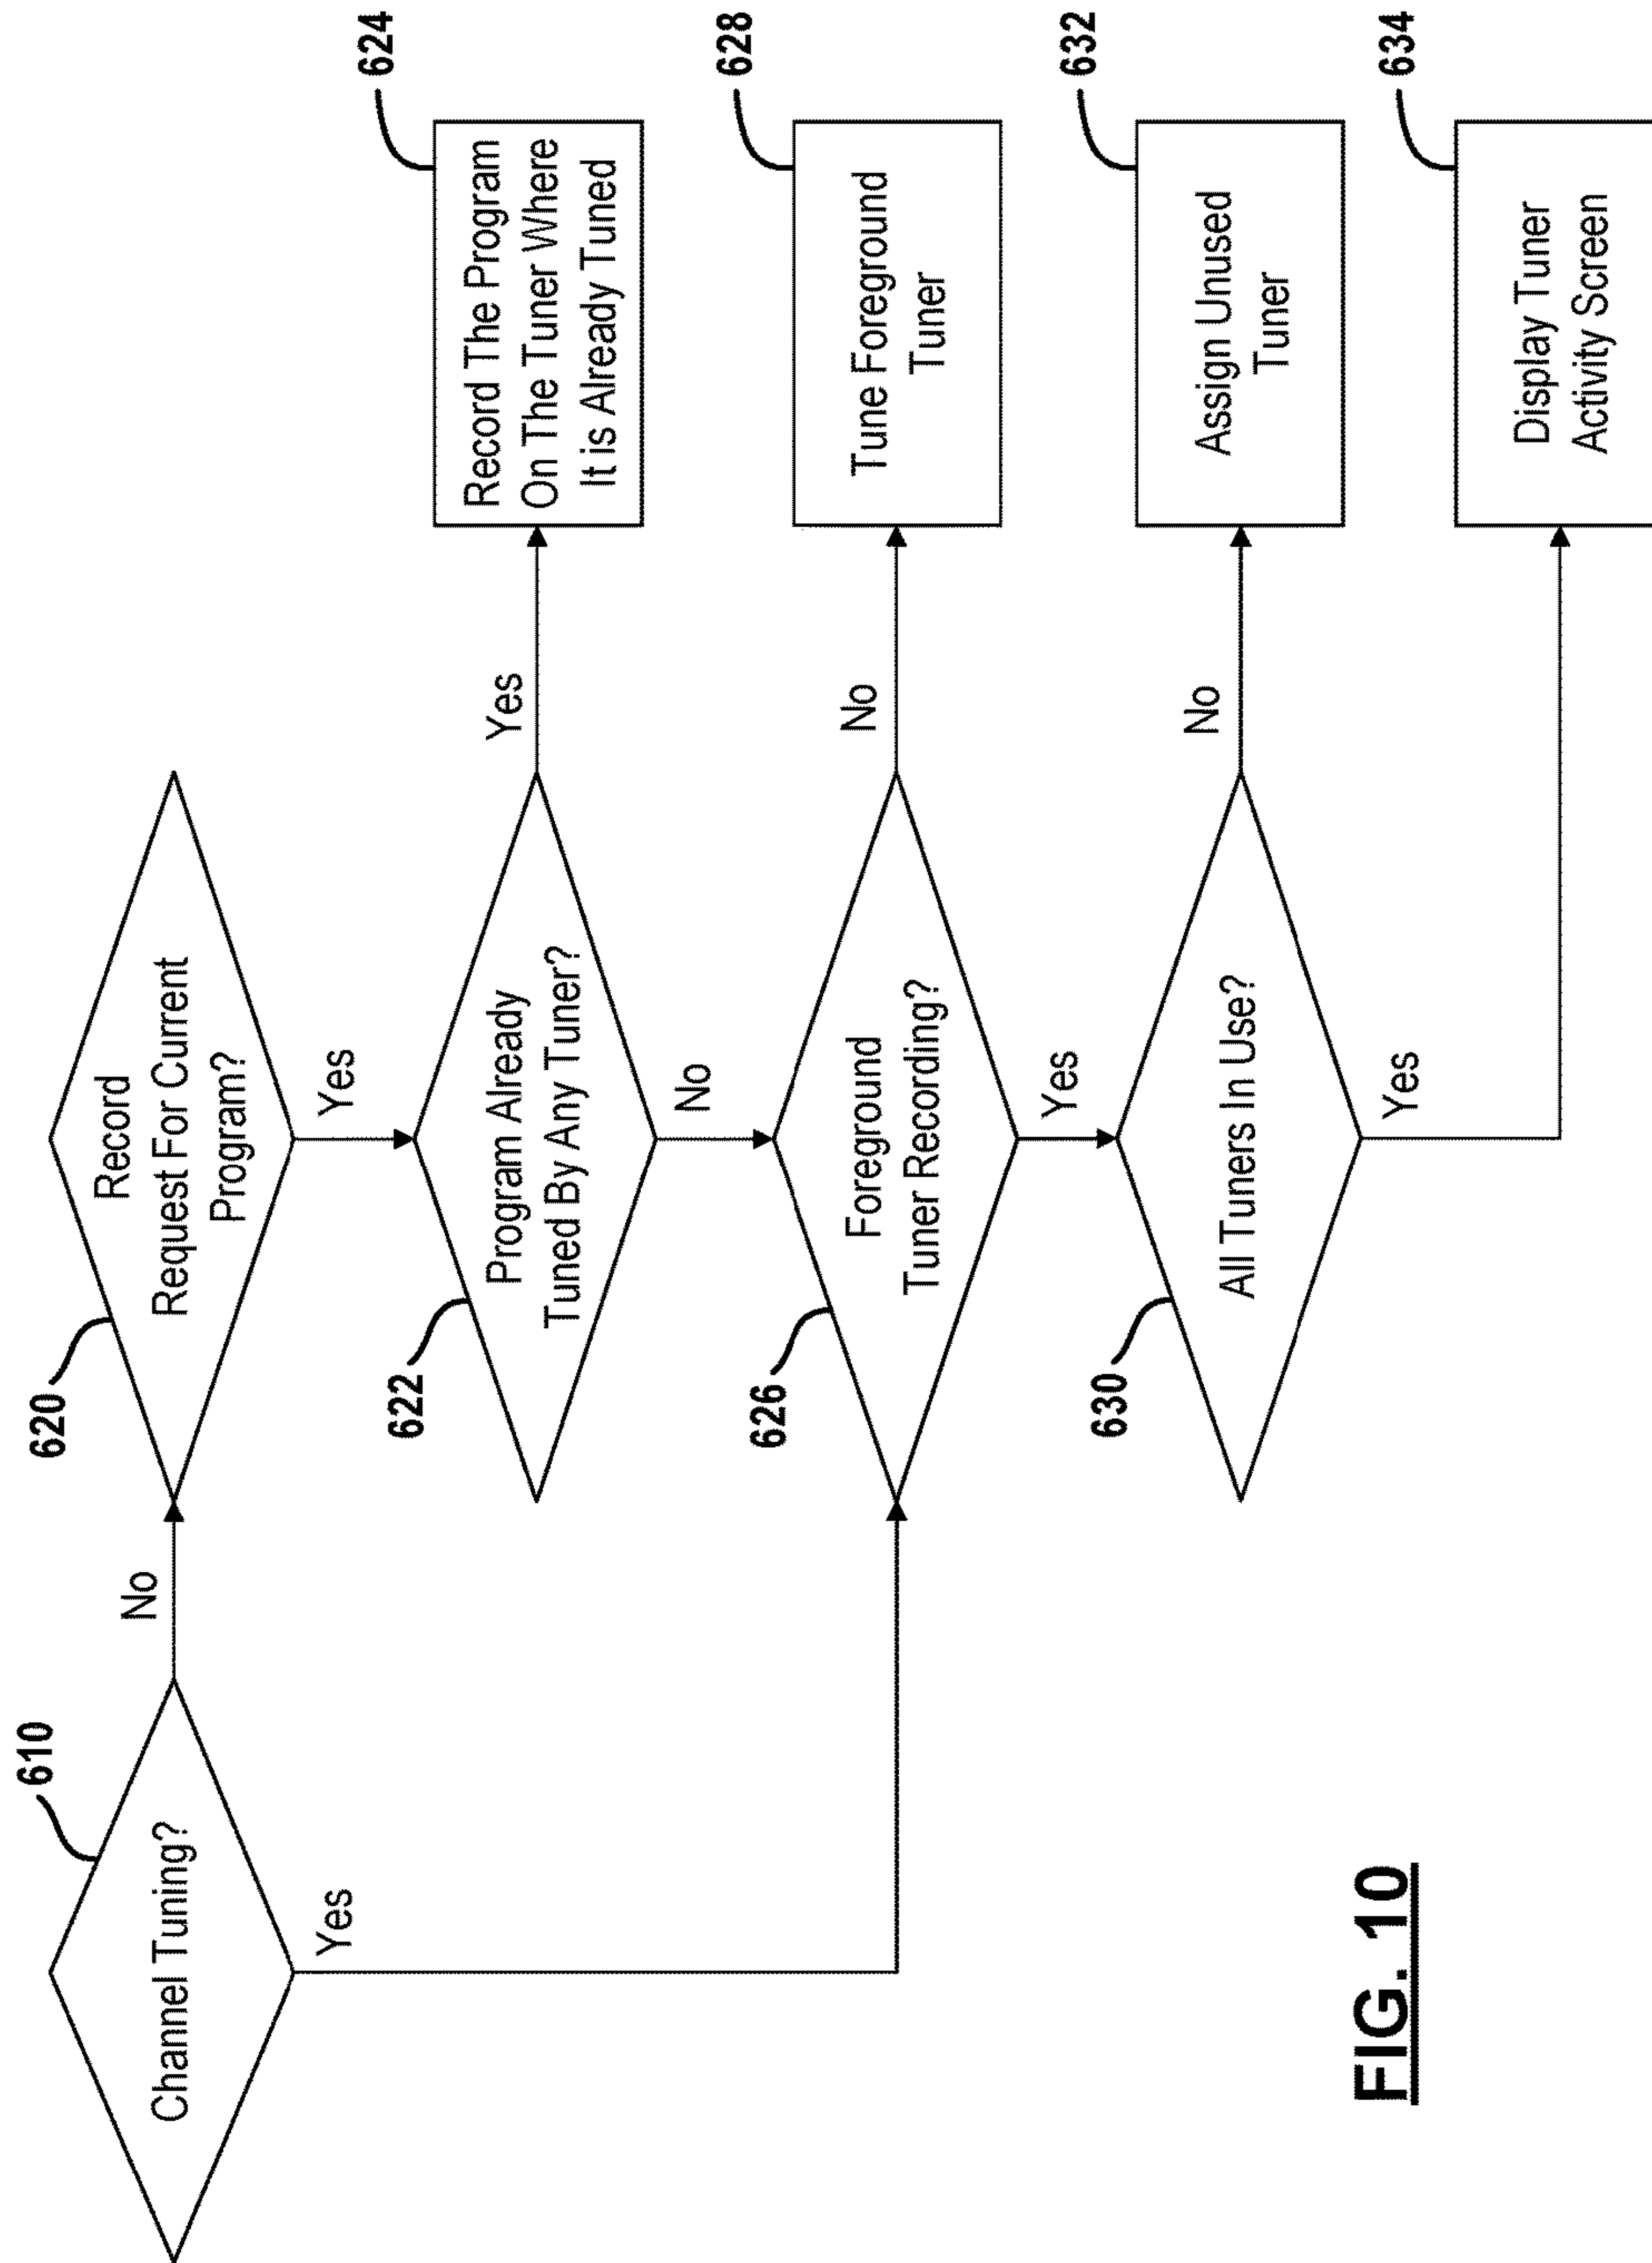 610
Channel Tuning?
No
Yes
620
Record
Request For Current
Program?
Yes
622
Program Already
Tuned By Any Tuner?
Yes
No
624
Record The Program
On The Tuner Where
It is Already Tuned
626
Foreground
Tuner Recording?
No
Yes
628
Tune Foreground
Tuner
630
All Tuners In Use?
No
Yes
632
Assign Unused
Tuner
634
Display Tuner
Activity Screen
FIG. 10